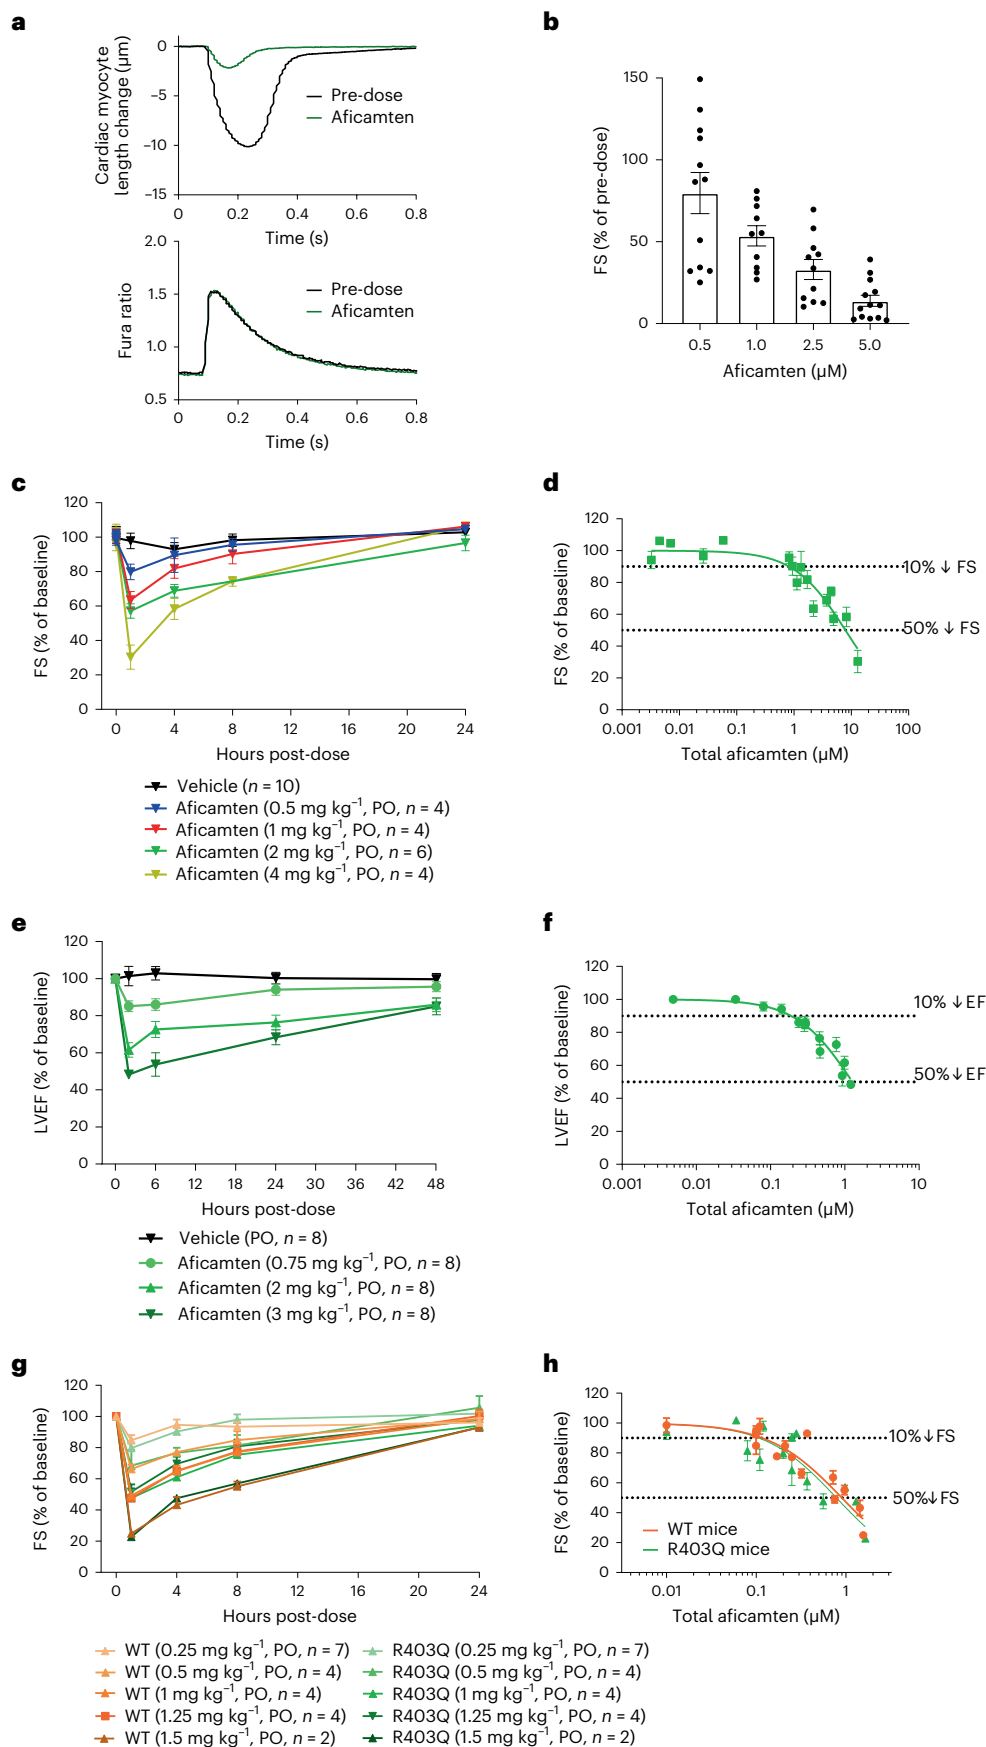 a
Cardiac myocyte
length change (µm)
0
−5
−10
−15
Pre-dose
Aficamten
0 0.2 0.4 0.6 0.8
Time (s)
Fura ratio
2.0
1.5
1.0
0.5
Pre-dose
Aficamten
0 0.2 0.4 0.6 0.8
Time (s)
b
FS (% of pre-dose)
150
100
50
0
0.5 1.0 2.5 5.0
Aficamten (µM)
c
FS (% of baseline)
120
100
80
60
40
20
0
0 4 8 12 16 20 24
Hours post-dose
Vehicle (n = 10)
Aficamten (0.5 mg kg⁻¹, PO, n = 4)
Aficamten (1 mg kg⁻¹, PO, n = 4)
Aficamten (2 mg kg⁻¹, PO, n = 6)
Aficamten (4 mg kg⁻¹, PO, n = 4)
d
FS (% of baseline)
120
100
80
60
40
20
0
10% ↓ FS
50% ↓ FS
0.001 0.01 0.1 1 10 100
Total aficamten (µM)
e
LVEF (% of baseline)
120
100
80
60
40
20
0
0 6 12 18 24 30 36 42 48
Hours post-dose
Vehicle (PO, n = 8)
Aficamten (0.75 mg kg⁻¹, PO, n = 8)
Aficamten (2 mg kg⁻¹, PO, n = 8)
Aficamten (3 mg kg⁻¹, PO, n = 8)
f
LVEF (% of baseline)
120
100
80
60
40
20
0
10% ↓EF
50%↓EF
0.001 0.01 0.1 1 10
Total aficamten (µM)
g
FS (% of baseline)
120
100
80
60
40
20
0
0 4 8 12 16 20 24
Hours post-dose
WT (0.25 mg kg⁻¹, PO, n = 7)
WT (0.5 mg kg⁻¹, PO, n = 4)
WT (1 mg kg⁻¹, PO, n = 4)
WT (1.25 mg kg⁻¹, PO, n = 4)
WT (1.5 mg kg⁻¹, PO, n = 2)
R403Q (0.25 mg kg⁻¹, PO, n = 7)
R403Q (0.5 mg kg⁻¹, PO, n = 4)
R403Q (1 mg kg⁻¹, PO, n = 4)
R403Q (1.25 mg kg⁻¹, PO, n = 4)
R403Q (1.5 mg kg⁻¹, PO, n = 2)
h
FS (% of baseline)
120
100
80
60
40
20
0
10%↓FS
50%↓FS
WT mice
R403Q mice
0.01 0.1 1
Total aficamten (µM)